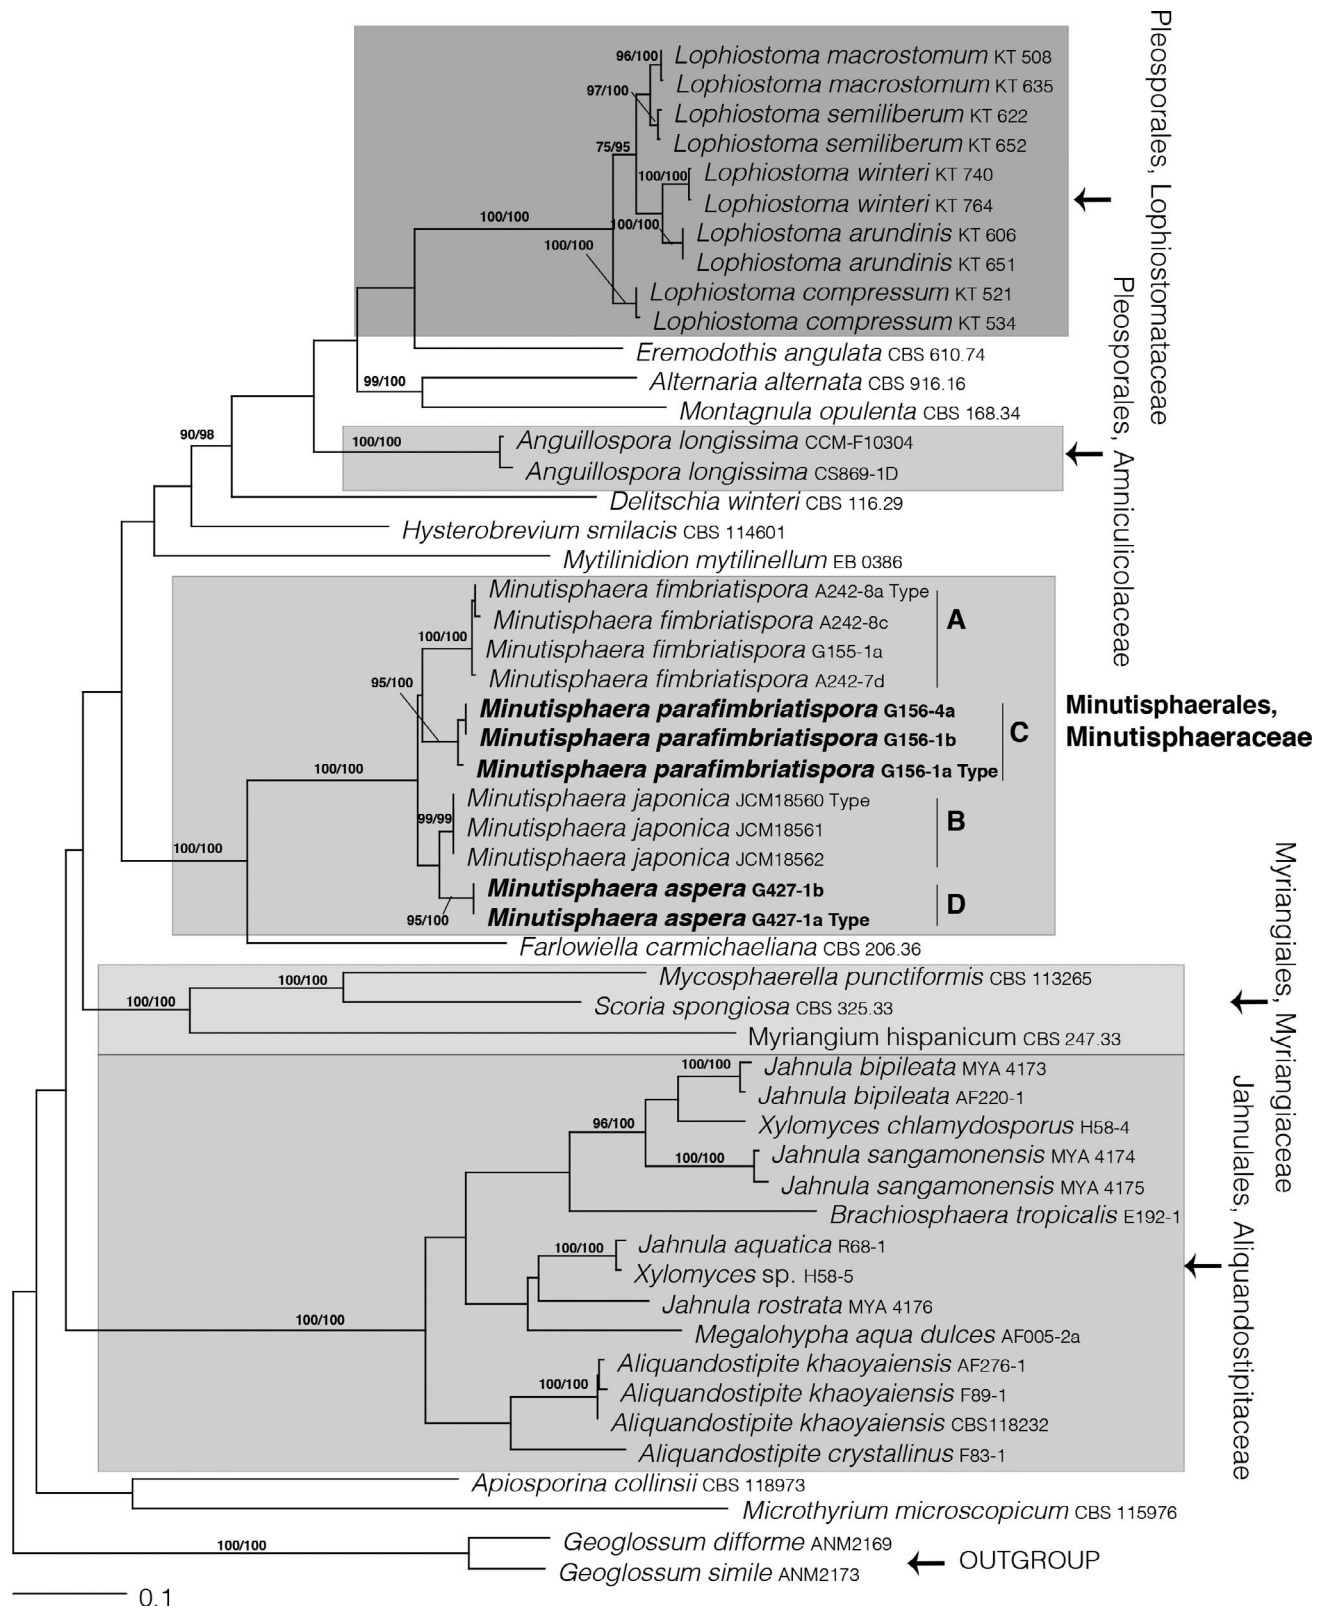 96/100
Lophiostoma macrostomum KT 508
Lophiostoma macrostomum KT 635
97/100
Lophiostoma semiliberum KT 622
Lophiostoma semiliberum KT 652
75/95
100/100
Lophiostoma winteri KT 740
Lophiostoma winteri KT 764
100/100
100/100
Lophiostoma arundinis KT 606
Lophiostoma arundinis KT 651
100/100
Lophiostoma compressum KT 521
Lophiostoma compressum KT 534
Pleosporales, Lophiostomataceae
Eremodothis angulata CBS 610.74
99/100
Alternaria alternata CBS 916.16
Montagnula opulenta CBS 168.34
90/98
100/100
Anguillospora longissima CCM-F10304
Anguillospora longissima CS869-1D
Pleosporales, Amniculicolaceae
Delitschia winteri CBS 116.29
Hysterobrevium smilacis CBS 114601
Mytilinidion mytilinellum EB 0386
Minutisphaera fimbriatispora A242-8a Type
Minutisphaera fimbriatispora A242-8c
100/100
Minutisphaera fimbriatispora G155-1a
Minutisphaera fimbriatispora A242-7d
A
95/100
Minutisphaera parafimbriatispora G156-4a
Minutisphaera parafimbriatispora G156-1b
Minutisphaera parafimbriatispora G156-1a Type
C
Minutisphaerales,
Minutisphaeraceae
100/100
Minutisphaera japonica JCM18560 Type
99/99
Minutisphaera japonica JCM18561
Minutisphaera japonica JCM18562
B
100/100
Minutisphaera aspera G427-1b
Minutisphaera aspera G427-1a Type
D
95/100
Farlowiella carmichaeliana CBS 206.36
100/100
100/100
Mycosphaerella punctiformis CBS 113265
Scoria spongiosa CBS 325.33
Myriangium hispanicum CBS 247.33
Myriangiales, Myriangiaceae
100/100
Jahnula bipileata MYA 4173
Jahnula bipileata AF220-1
96/100
Xylomyces chlamydosporus H58-4
100/100
Jahnula sangamonensis MYA 4174
Jahnula sangamonensis MYA 4175
Brachiosphaera tropicalis E192-1
100/100
Jahnula aquatica R68-1
Xylomyces sp. H58-5
Jahnula rostrata MYA 4176
100/100
Megalohypha aqua dulces AF005-2a
Aliquandostipite khaoyaiensis AF276-1
100/100
Aliquandostipite khaoyaiensis F89-1
Aliquandostipite khaoyaiensis CBS118232
Aliquandostipite crystallinus F83-1
Jahnulales, Aliquandostipitaceae
Apiosporina collinsii CBS 118973
Microthyrium microscopicum CBS 115976
100/100
Geoglossum difforme ANM2169
Geoglossum simile ANM2173
OUTGROUP
0.1